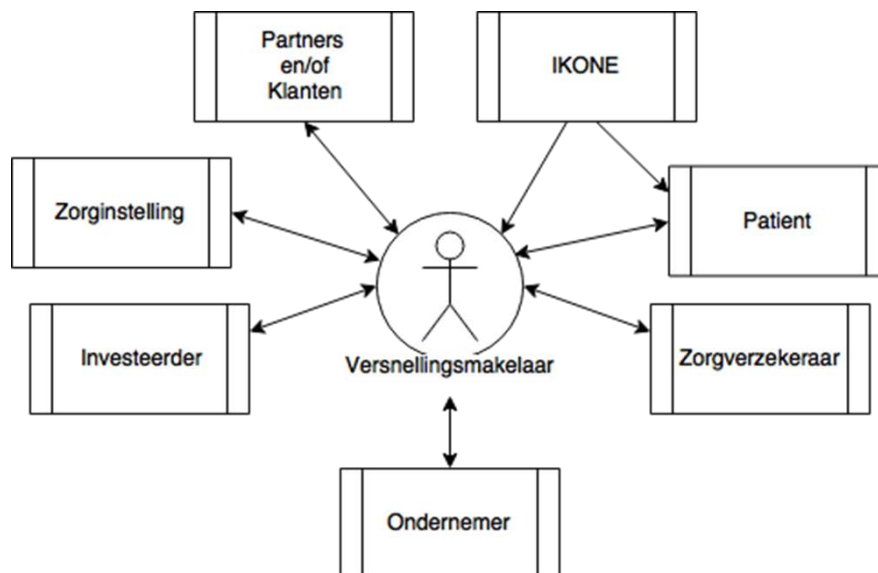 Partners
en/of
Klanten
IKONE
Zorginstelling
Patient
Investeerder
Versnellingsmakelaar
Zorgverzekeraar
Ondernemer